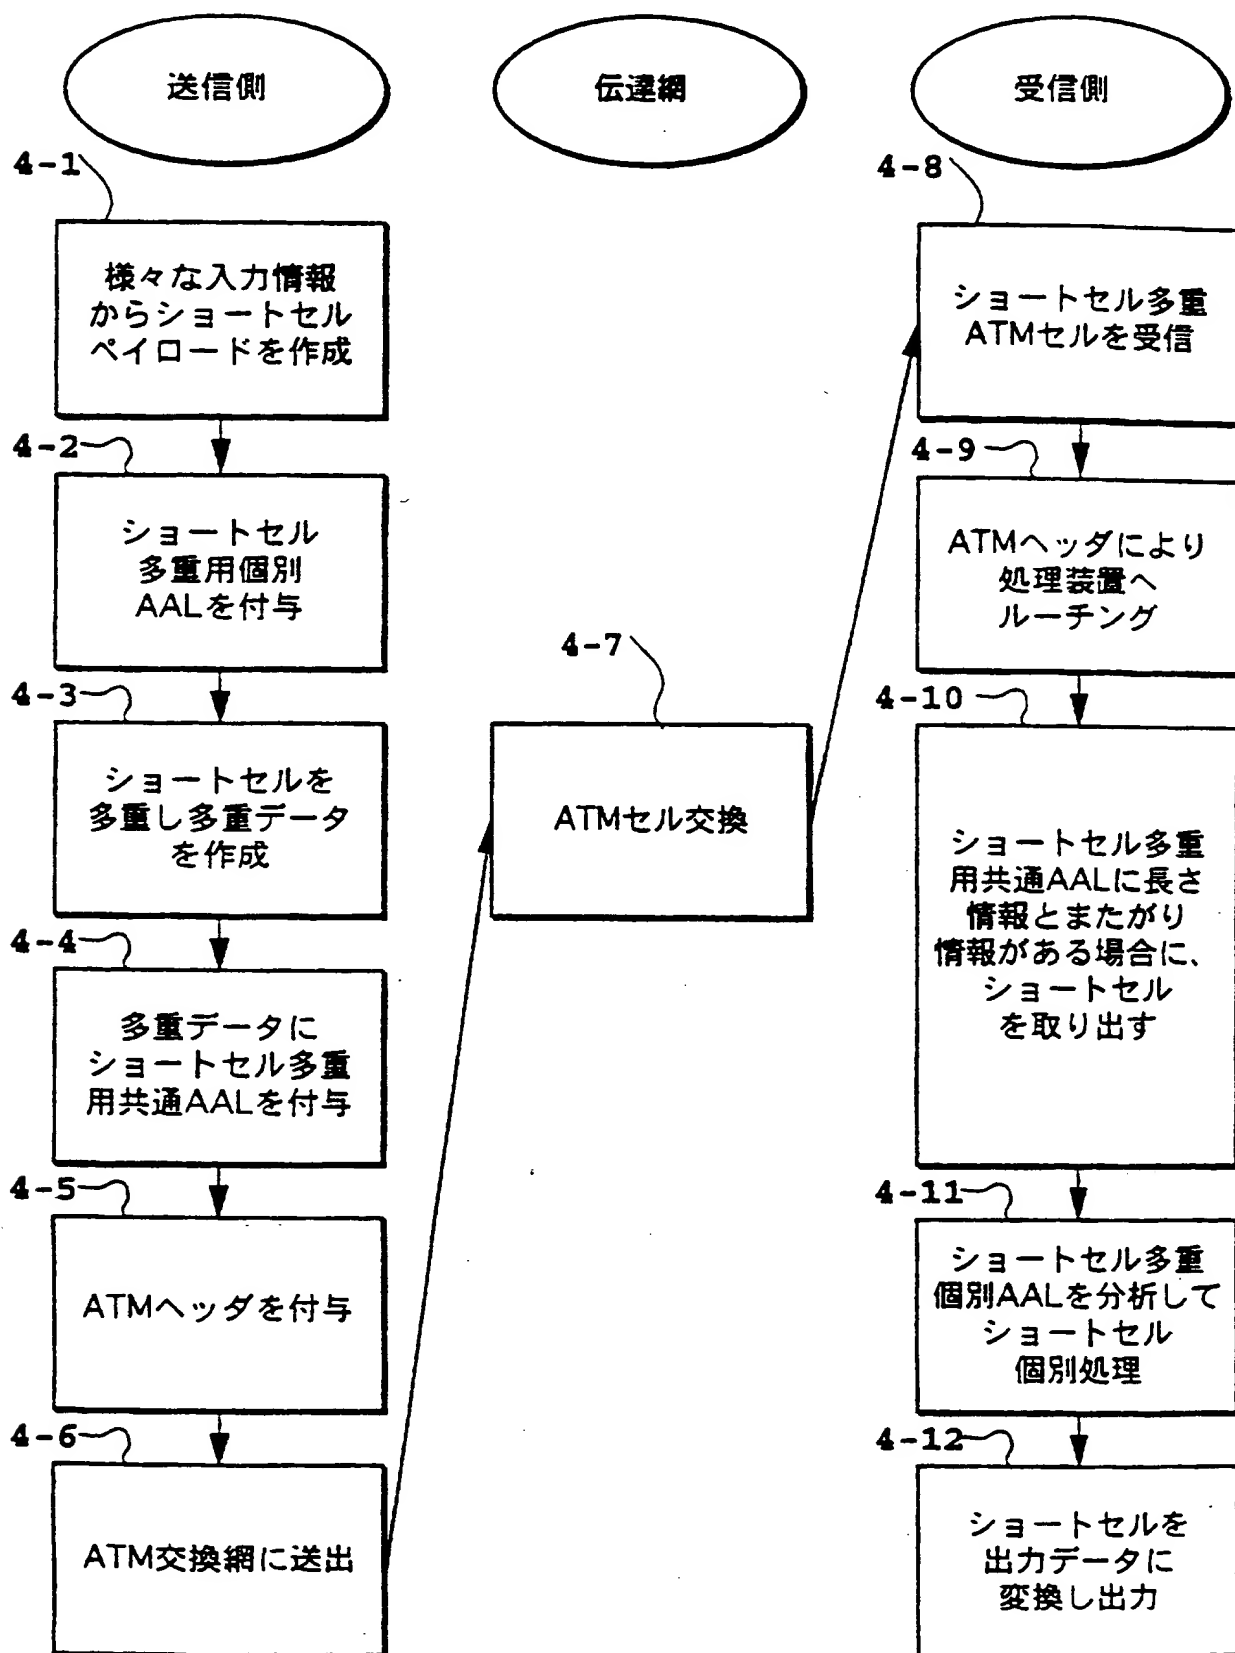 送信側
伝達網
受信側
4-1
様々な入力情報
からショートセル
ペイロードを作成
4-2
ショートセル
多重用個別
AALを付与
4-3
ショートセルを
多重し多重データ
を作成
4-4
多重データに
ショートセル多重
用共通AALを付与
4-5
ATMヘッダを付与
4-6
ATM交換網に送出
4-7
ATMセル交換
4-8
ショートセル多重
ATMセルを受信
4-9
ATMヘッダにより
処理装置へ
ルーチング
4-10
ショートセル多重
用共通AALに長さ
情報とまたがり
情報がある場合に、
ショートセル
を取り出す
4-11
ショートセル多重
個別AALを分析して
ショートセル
個別処理
4-12
ショートセルを
出力データに
変換し出力